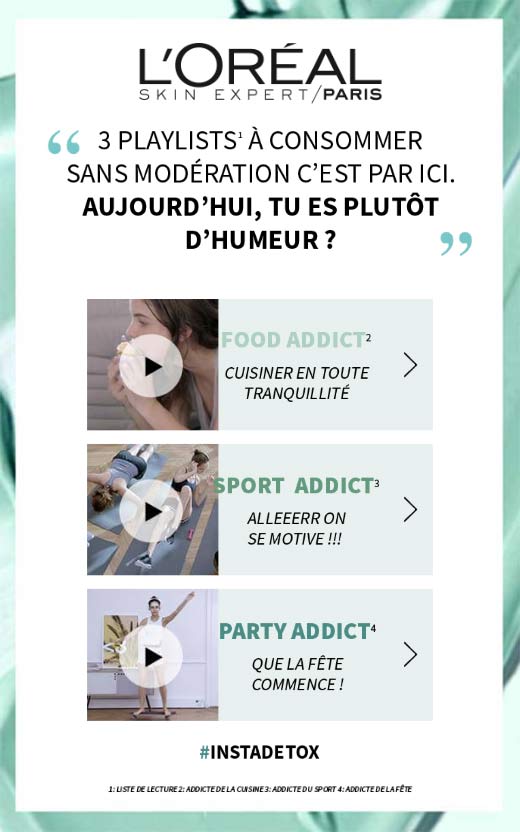 L'ORÉAL
SKIN EXPERT/PARIS
“ 3 PLAYLISTS¹ À CONSOMMER
SANS MODÉRATION C'EST PAR ICI.
AUJOURD'HUI, TU ES PLUTÔT
D'HUMEUR ? ”
FOOD ADDICT²
CUISINER EN TOUTE
TRANQUILLITÉ
SPORT ADDICT³
ALLEEERR ON
SE MOTIVE !!!
PARTY ADDICT⁴
QUE LA FÊTE
COMMENCE !
#INSTADETOX
1: LISTE DE LECTURE 2: ADDICTE DE LA CUISINE 3: ADDICTE DU SPORT 4: ADDICTE DE LA FÊTE